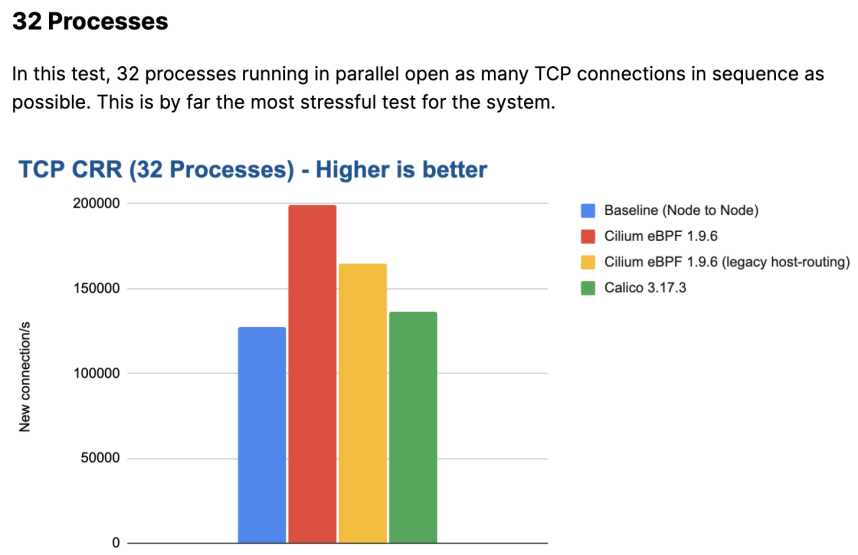 32 Processes
In this test, 32 processes running in parallel open as many TCP connections in sequence as
possible. This is by far the most stressful test for the system.
TCP CRR (32 Processes) - Higher is better
New connection/s
200000
150000
100000
50000
0
Baseline (Node to Node)
Cilium eBPF 1.9.6
Cilium eBPF 1.9.6 (legacy host-routing)
Calico 3.17.3